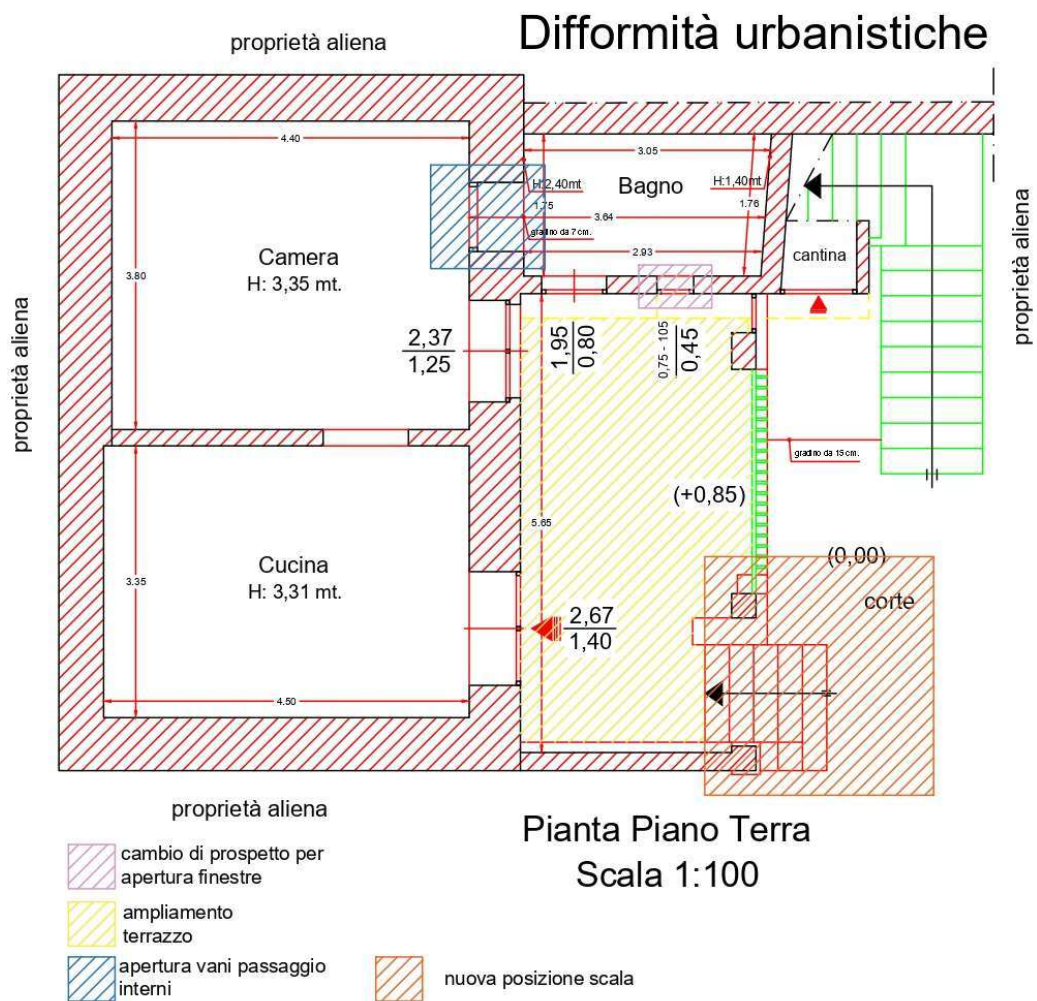 Difformità urbanistiche
proprietà aliena
4.40
3.05
H:2,40mt
Bagno
H:1,40mt
1.75
1.76
3.64
gradino da 7 cm.
2.93
cantina
proprietà aliena
proprietà aliena
3.80
Camera
H: 3,35 mt.
2,37
1,25
1,95
0,80
0,75 - 105
0,45
gradino da 15 cm.
(+0,85)
5.65
3.35
Cucina
H: 3,31 mt.
(0,00)
corte
2,67
1,40
4.50
proprietà aliena
Pianta Piano Terra
Scala 1:100
cambio di prospetto per
apertura finestre
ampliamento
terrazzo
apertura vani passaggio
interni
nuova posizione scala